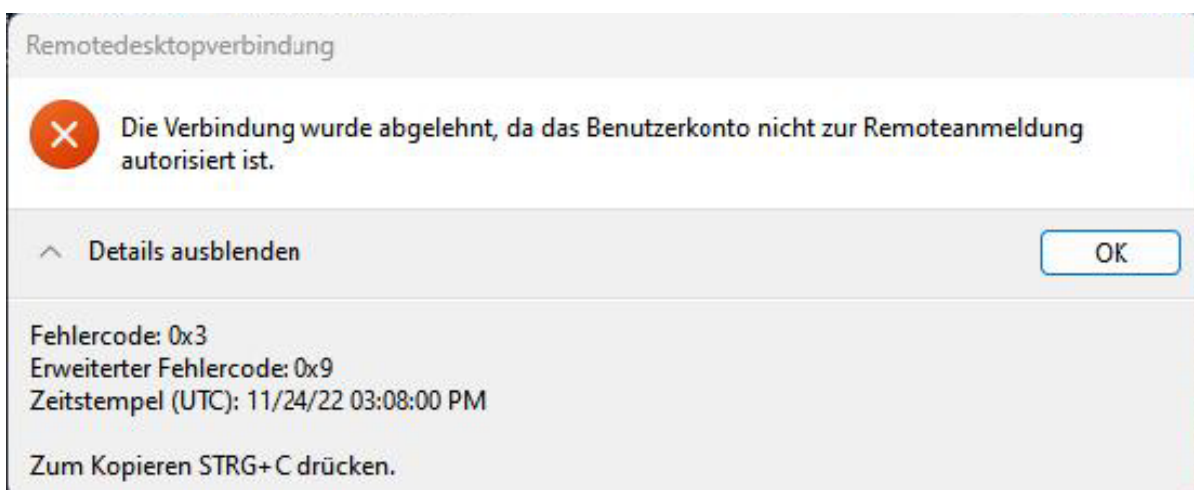 Remotedesktopverbindung
Die Verbindung wurde abgelehnt, da das Benutzerkonto nicht zur Remoteanmeldung
autorisiert ist.
Details ausblenden
OK
Fehlercode: 0x3
Erweiterter Fehlercode: 0x9
Zeitstempel (UTC): 11/24/22 03:08:00 PM
Zum Kopieren STRG+C drücken.